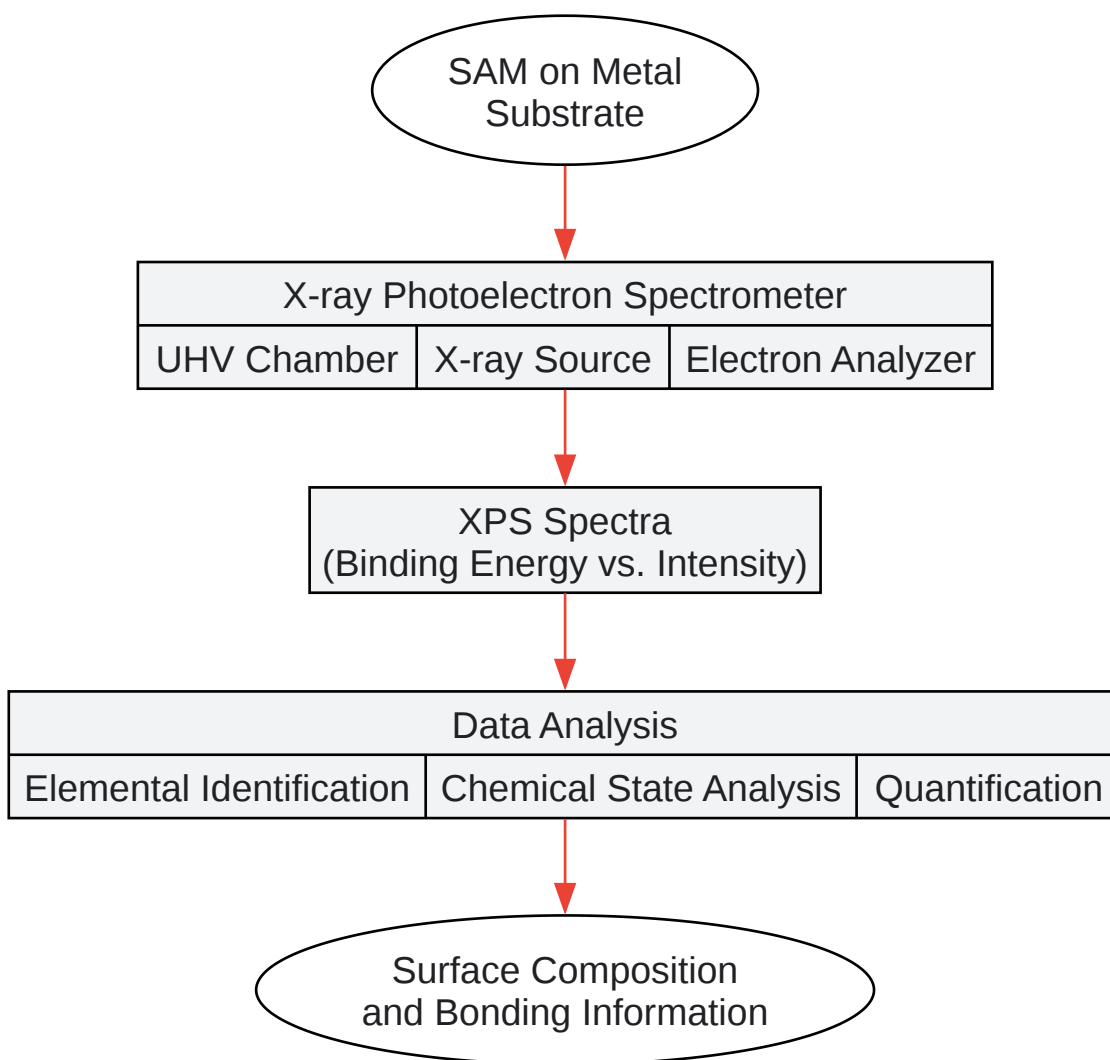 SAM on Metal
Substrate
X-ray Photoelectron Spectrometer
UHV Chamber
X-ray Source
Electron Analyzer
XPS Spectra
(Binding Energy vs. Intensity)
Data Analysis
Elemental Identification
Chemical State Analysis
Quantification
Surface Composition
and Bonding Information